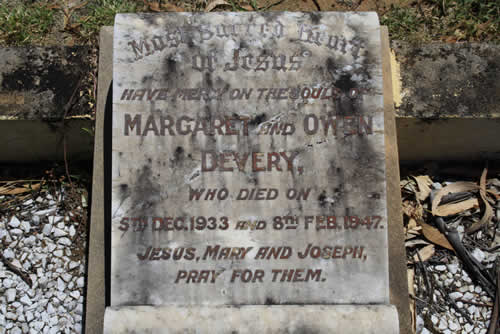 Most Sacred Heart
of Jesus
HAVE MERCY ON THE SOULS OF
MARGARET AND OWEN
DEVERY,
WHO DIED ON
5TH DEC. 1933 AND 8TH FEB. 1947.
JESUS, MARY AND JOSEPH,
PRAY FOR THEM.